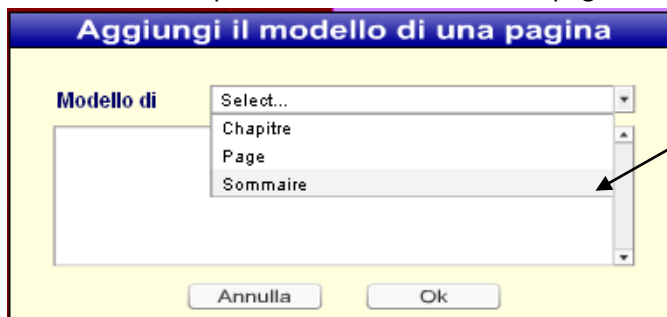 Aggiungi il modello di una pagina
Modello di
Select...
Chapitre
Page
Sommaire
Annulla
Ok